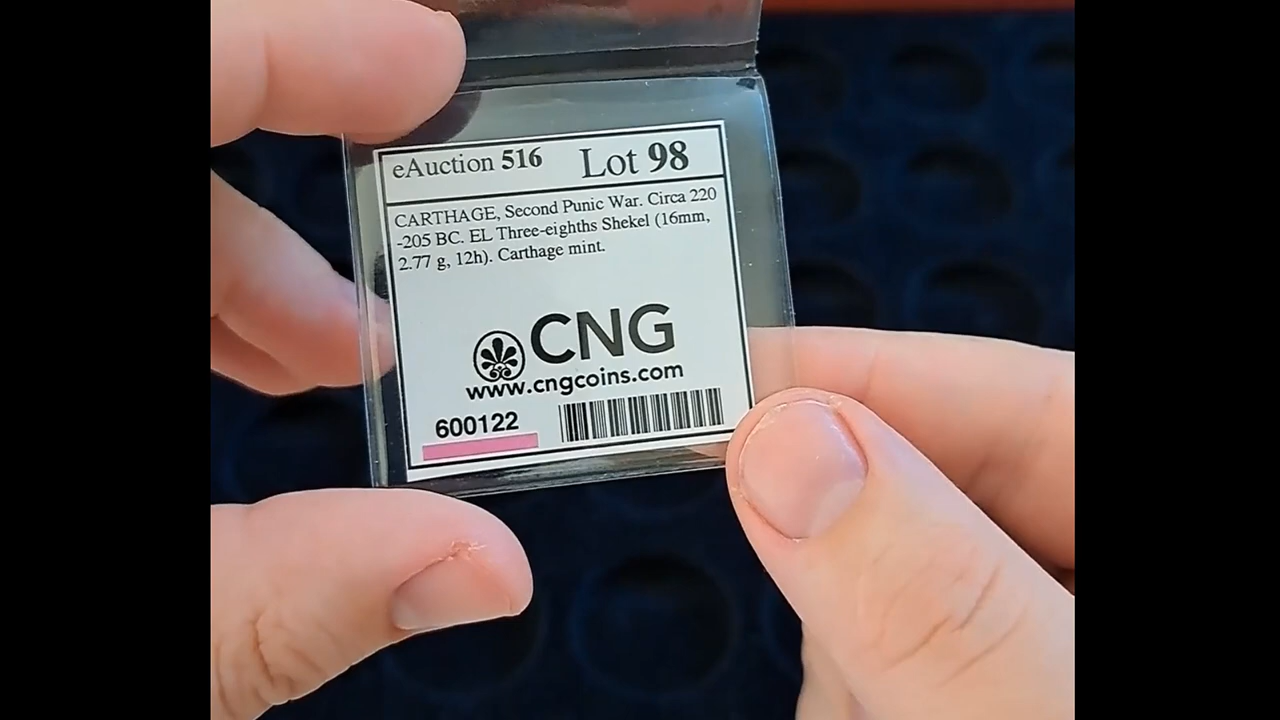 eAuction 516 Lot 98
CARTHAGE, Second Punic War. Circa 220
-205 BC. EL Three-eighths Shekel (16mm,
2.77 g, 12h). Carthage mint.
CNG
www.cngcoins.com
600122